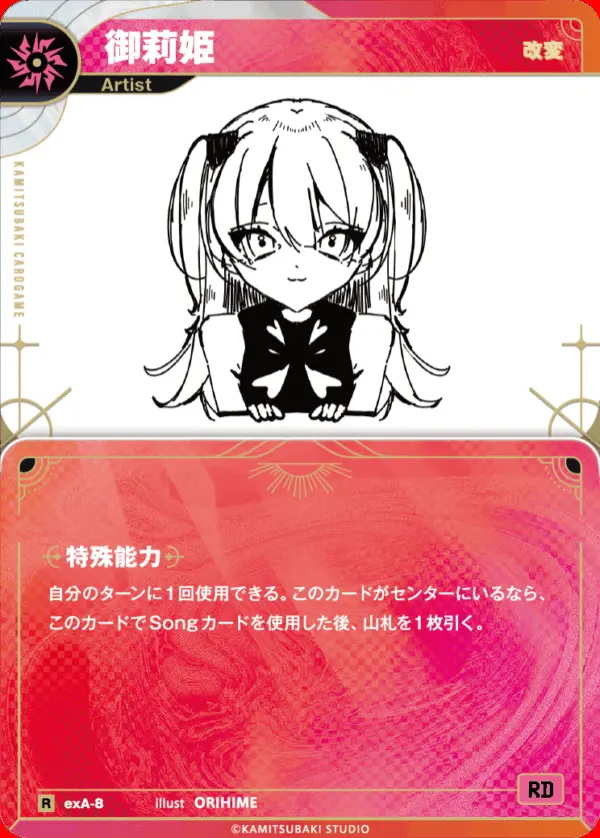 御莉姫
改変
Artist
KAMITSUBAKI CARDGAME
特殊能力
自分のターンに1回使用できる。このカードがセンターにいるなら、
このカードでSongカードを使用した後、山札を1枚引く。
RD
R exA-8 illust ORIHIME
©KAMITSUBAKI STUDIO